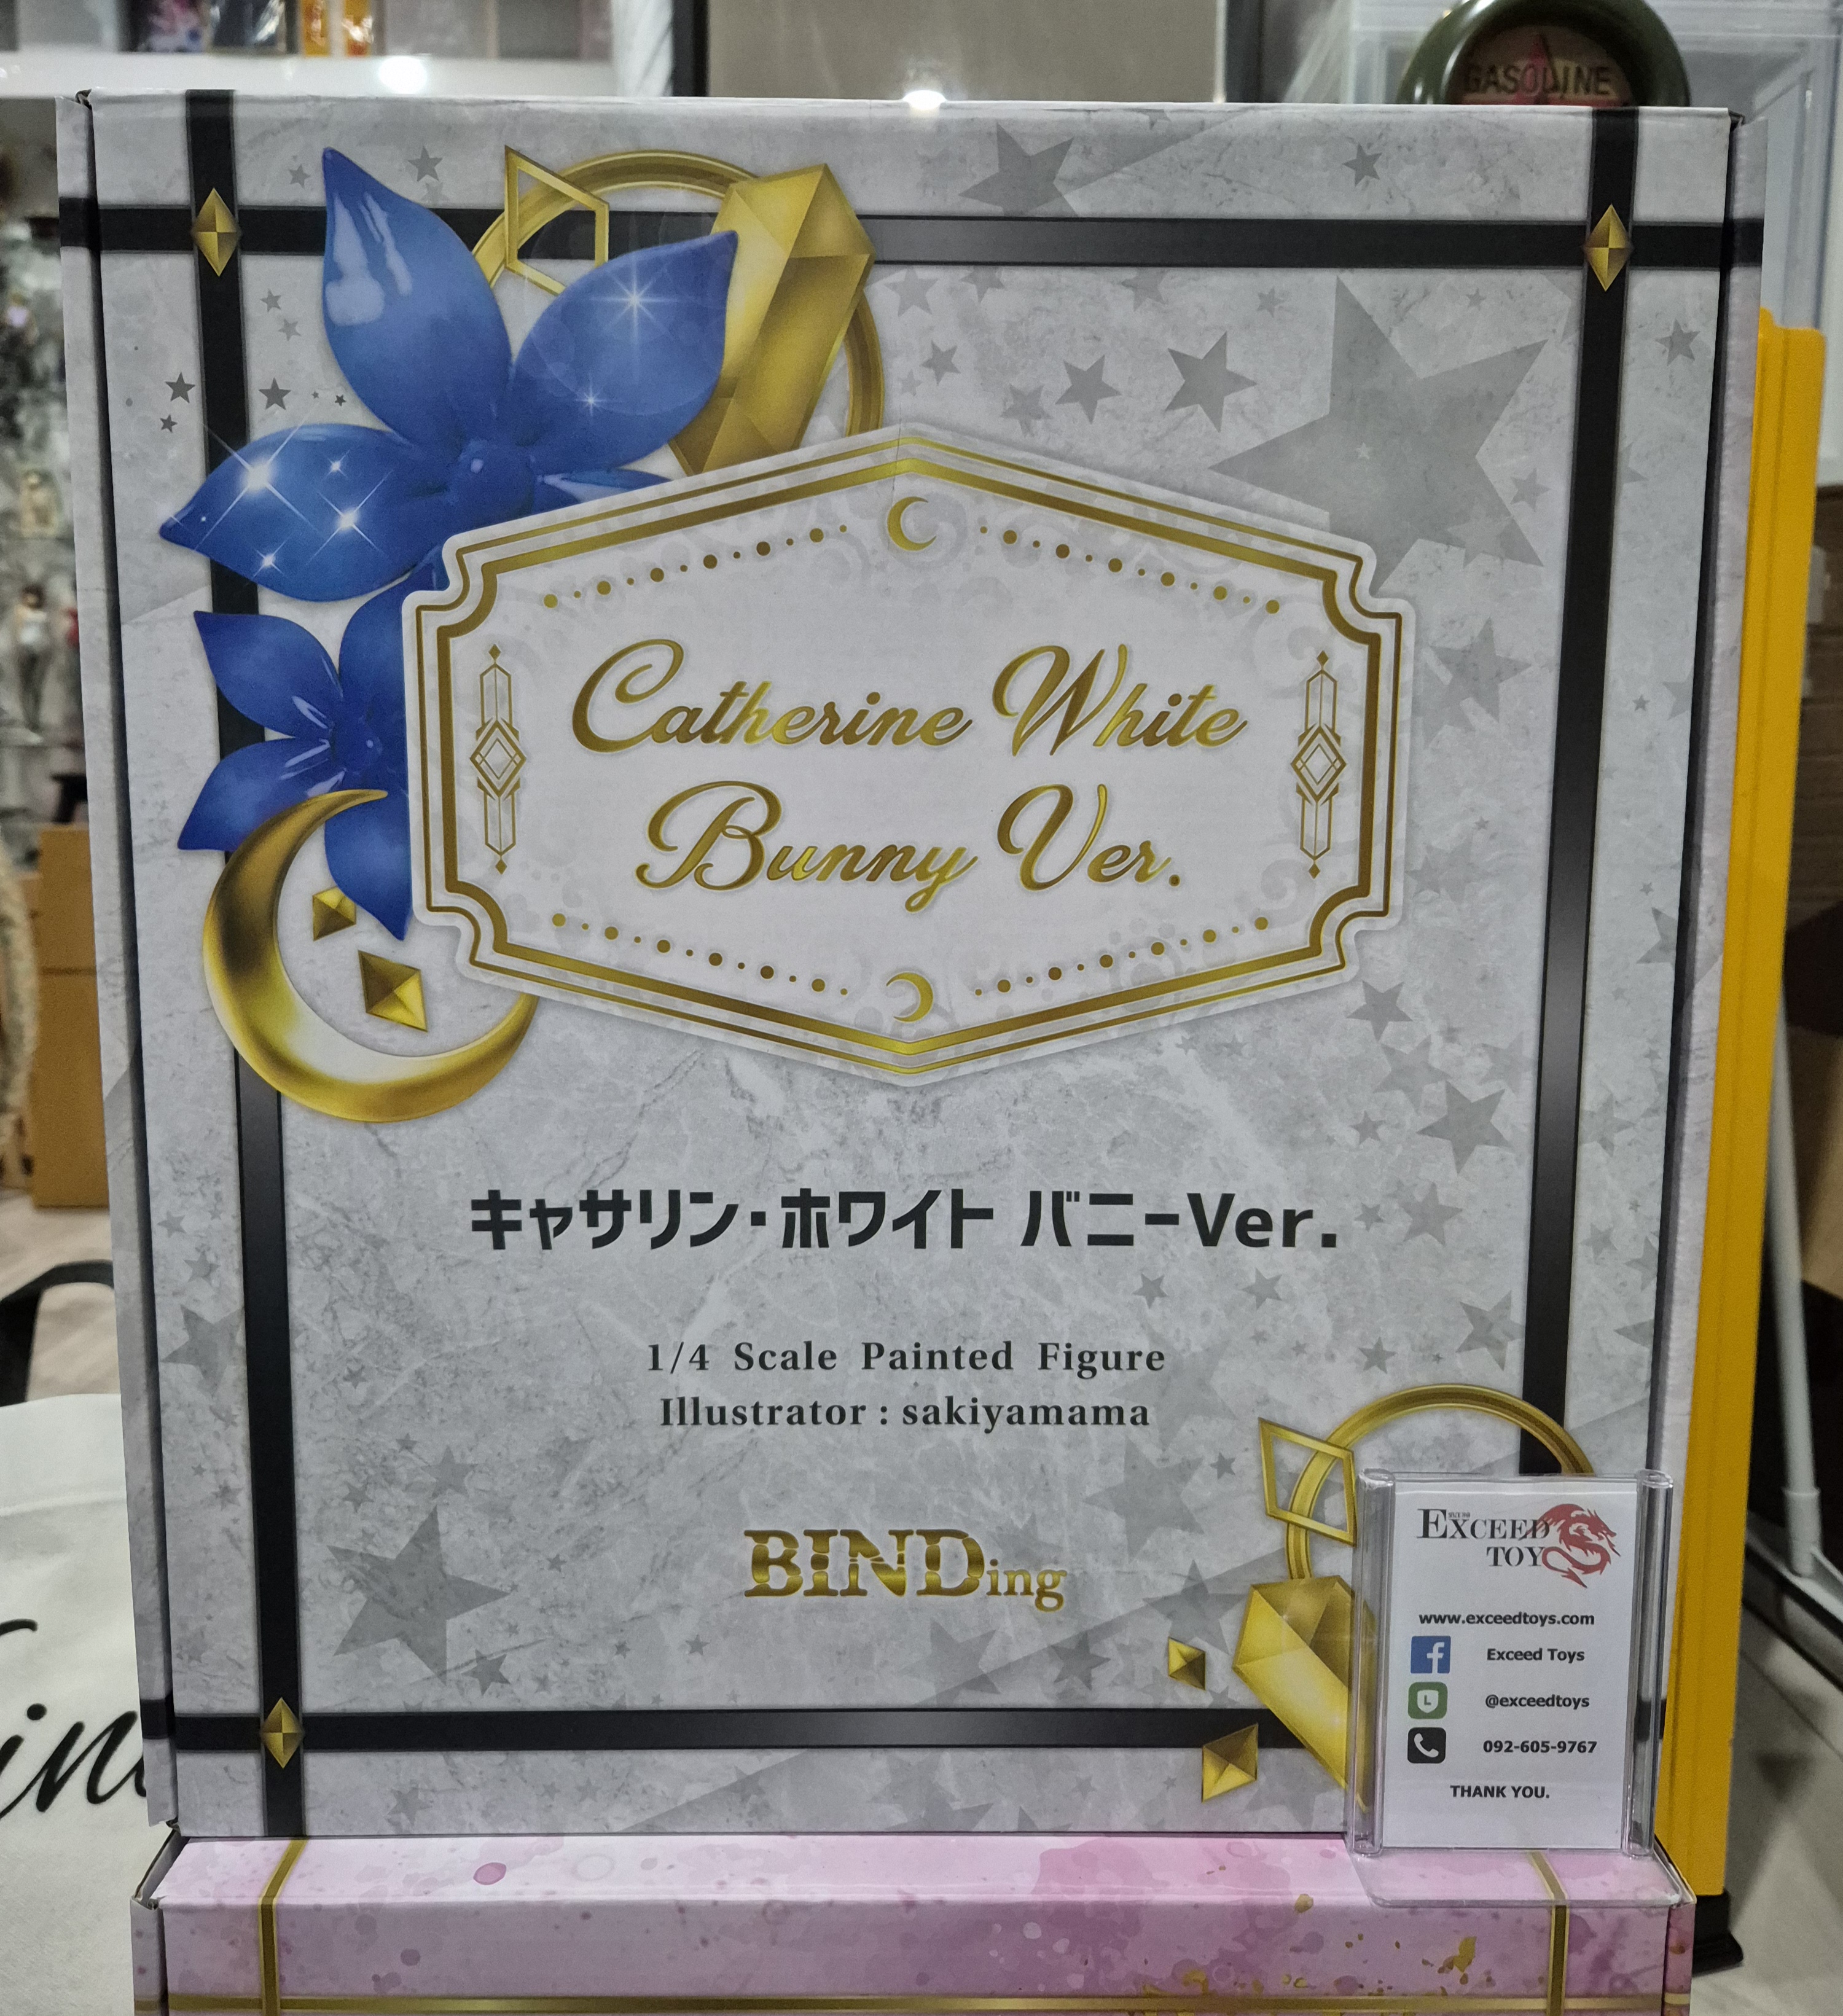 GASOLINE
Catherine White
Bunny Ver.
キャサリン・ホワイト バニーVer.
1/4 Scale Painted Figure
Illustrator : sakiyamama
BINDing
EXCEED
TOY
www.exceedtoys.com
Exceed Toys
@exceedtoys
092-605-9767
THANK YOU.